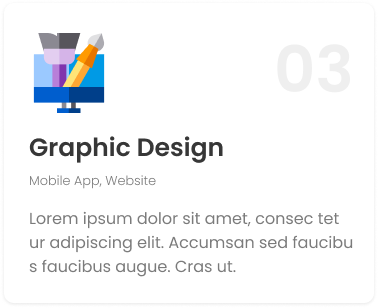 03
Graphic Design
Mobile App, Website
Lorem ipsum dolor sit amet, consec tet
ur adipiscing elit. Accumsan sed faucibu
s faucibus augue. Cras ut.